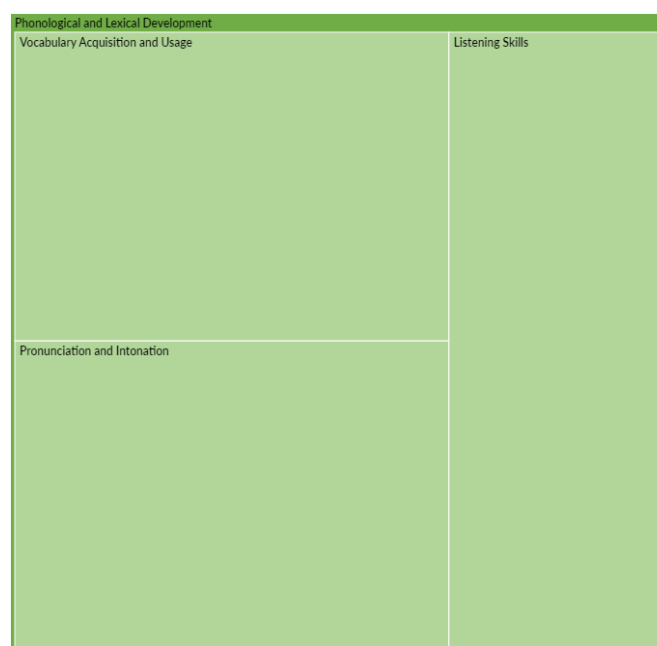 Phonological and Lexical Development
Vocabulary Acquisition and Usage
Listening Skills
Pronunciation and Intonation